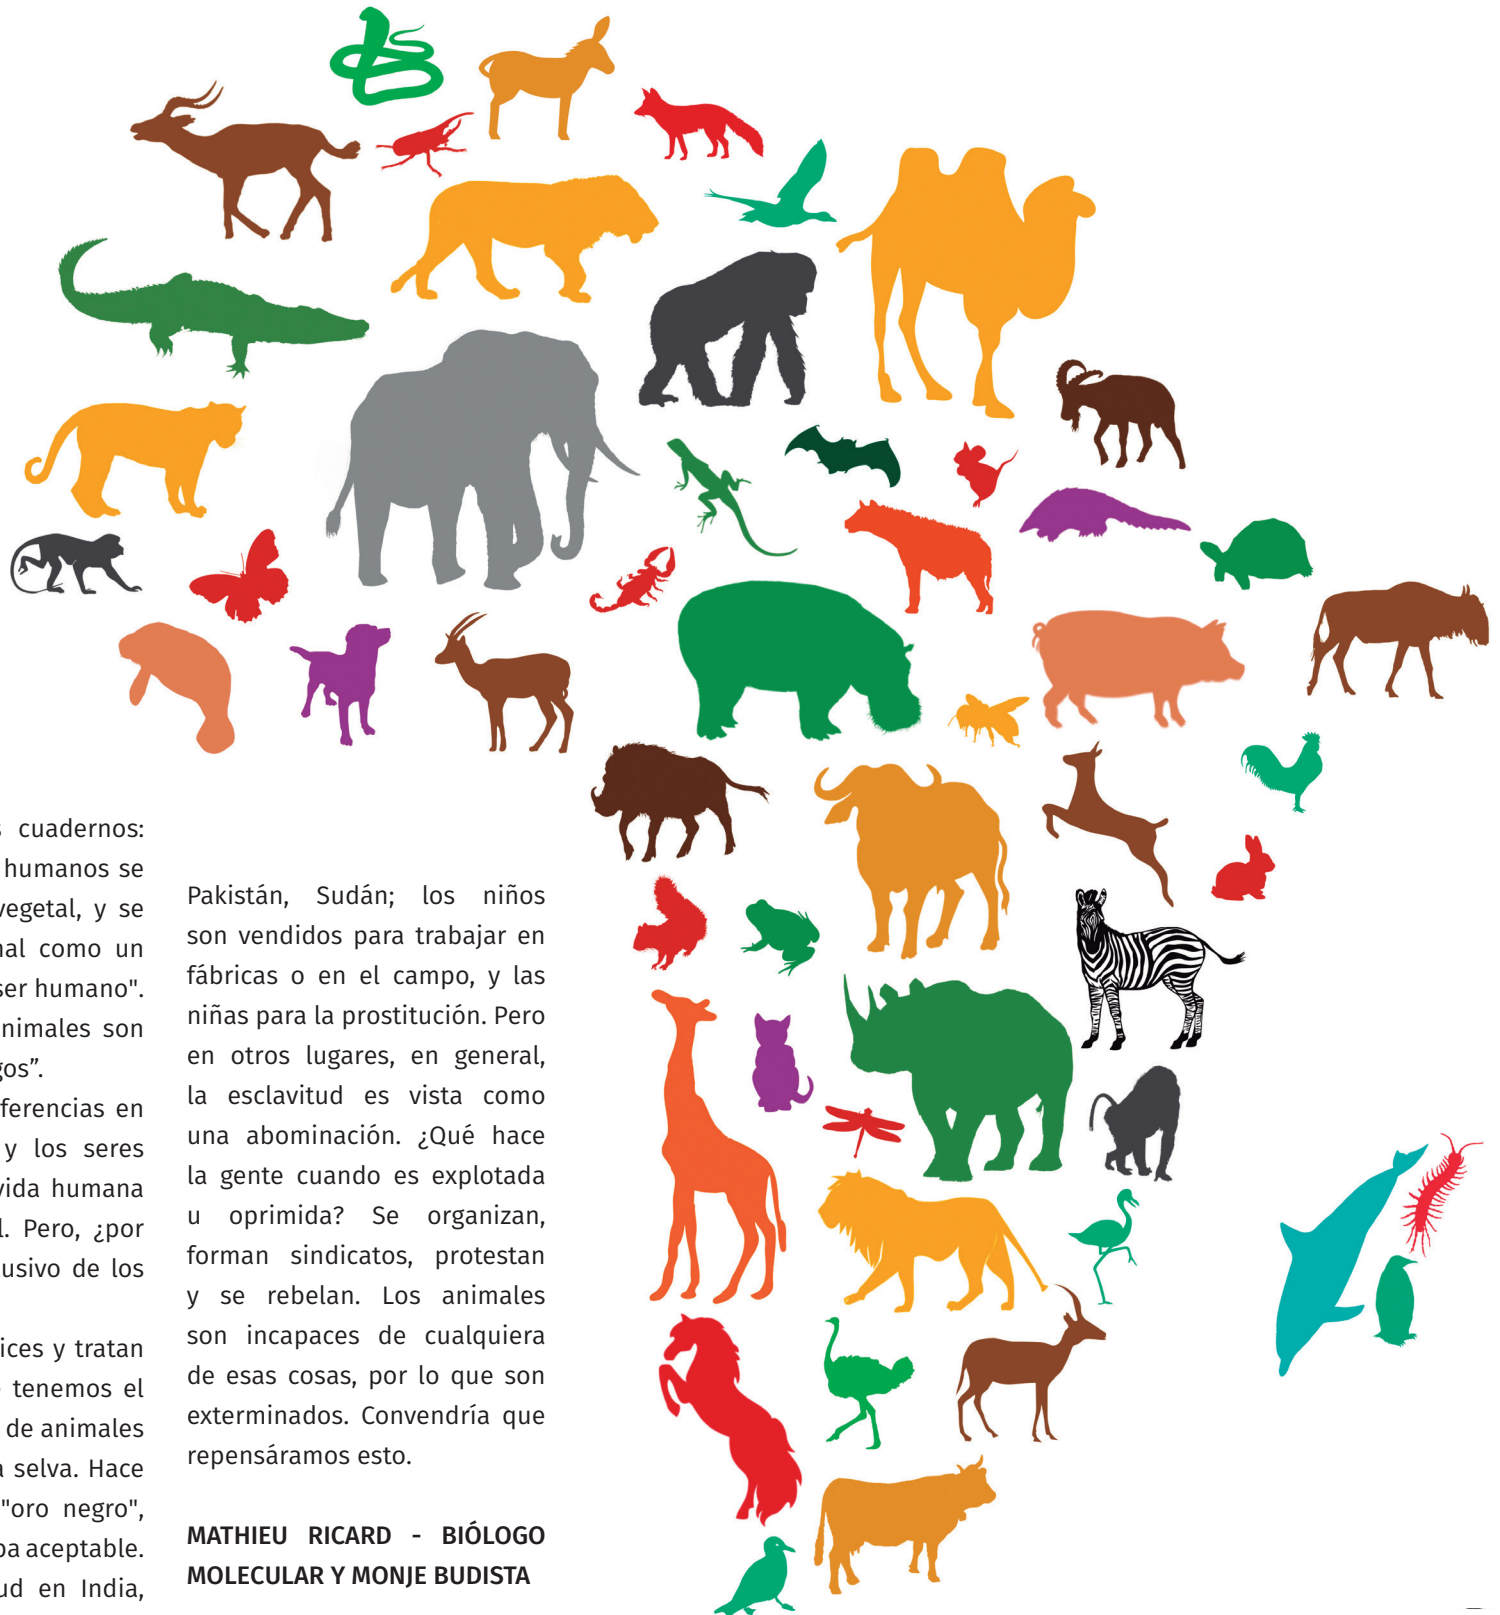 cuadernos:
humanos se
vegetal, y se
como un
ser humano".
nimales son
gos”.
ferencias en
y los seres
vida humana
l. Pero, ¿por
lusivo de los
ices y tratan
tenemos el
de animales
a selva. Hace
"oro negro",
ba aceptable.
ud en India,
Pakistán, Sudán; los niños
son vendidos para trabajar en
fábricas o en el campo, y las
niñas para la prostitución. Pero
en otros lugares, en general,
la esclavitud es vista como
una abominación. ¿Qué hace
la gente cuando es explotada
u oprimida? Se organizan,
forman sindicatos, protestan
y se rebelan. Los animales
son incapaces de cualquiera
de esas cosas, por lo que son
exterminados. Convendría que
repensáramos esto.
MATHIEU RICARD - BIÓLOGO
MOLECULAR Y MONJE BUDISTA